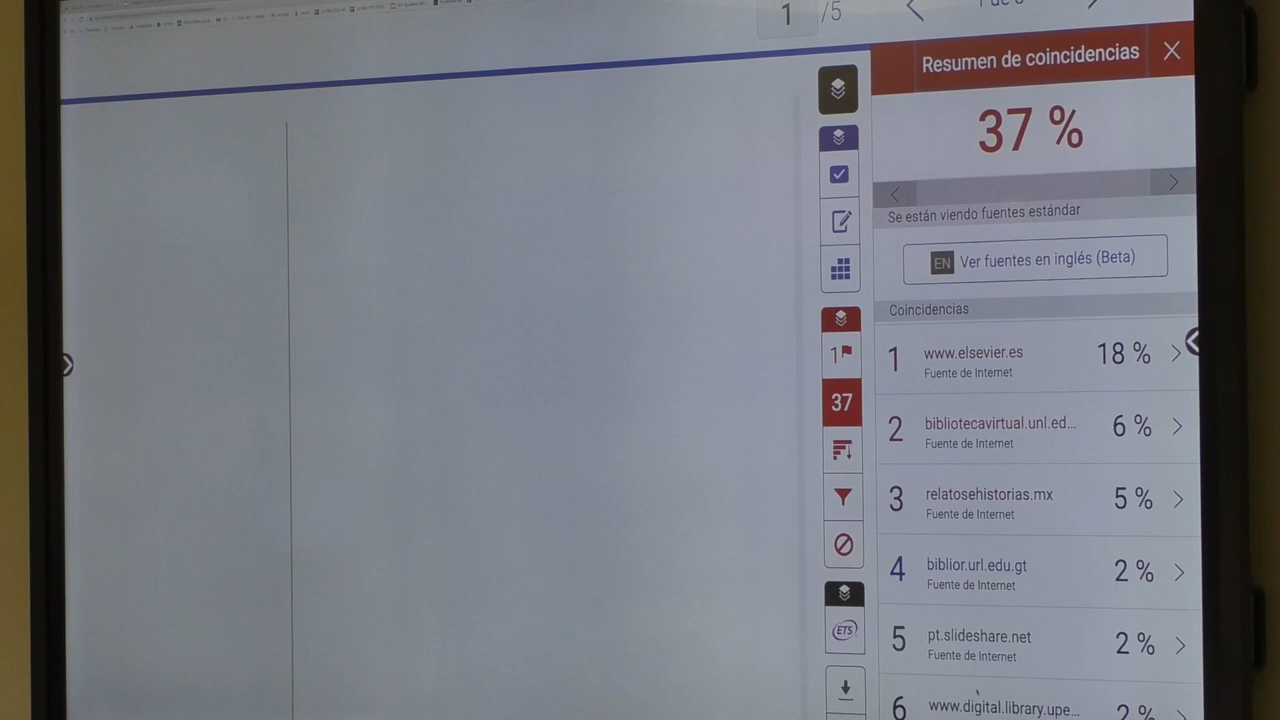 1 /5
Resumen de coincidencias
37 %
Se están viendo fuentes estándar
EN Ver fuentes en inglés (Beta)
Coincidencias
1 www.elsevier.es 18 %
Fuente de Internet
2 bibliotecavirtual.unl.ed... 6 %
Fuente de Internet
3 relatosehistorias.mx 5 %
Fuente de Internet
4 biblior.url.edu.gt 2 %
Fuente de Internet
5 pt.slideshare.net 2 %
Fuente de Internet
6 www.digital.library.upe... 2 %
1
37
ETS